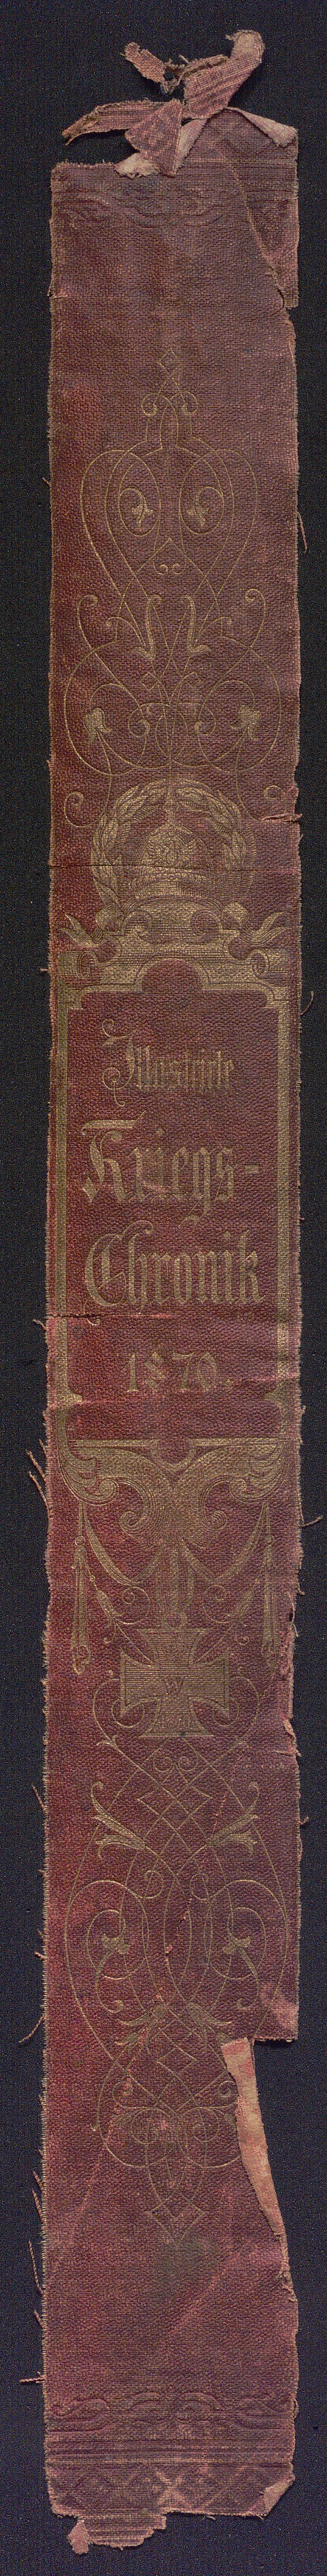 Illustrirte
Kriegs-
Chronik
1870.
W